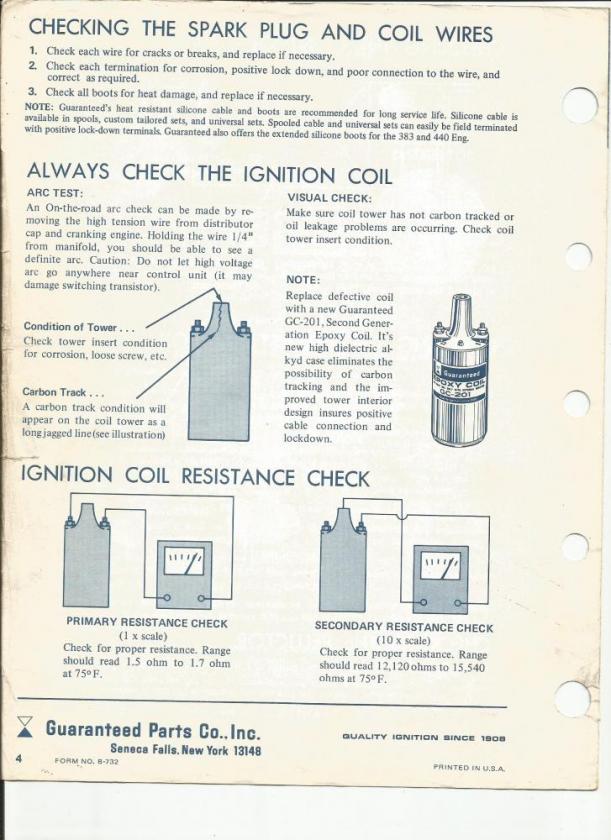 CHECKING THE SPARK PLUG AND COIL WIRES
1. Check each wire for cracks or breaks, and replace if necessary.
2. Check each termination for corrosion, positive lock down, and poor connection to the wire, and
correct as required.
3. Check all boots for heat damage, and replace if necessary.
NOTE: Guaranteed's heat resistant silicone cable and boots are recommended for long service life. Silicone cable is
available in spools, custom tailored sets, and universal sets. Spooled cable and universal sets can easily be field terminated
with positive lock-down terminals. Guaranteed also offers the extended silicone boots for the 383 and 440 Eng.
ALWAYS CHECK THE IGNITION COIL
ARC TEST:
An On-the-road arc check can be made by re-
moving the high tension wire from distributor
cap and cranking engine. Holding the wire 1/4"
from manifold, you should be able to see a
definite arc. Caution: Do not let high voltage
arc go anywhere near control unit (it may
damage switching transistor).
Condition of Tower . . .
Check tower insert condition
for corrosion, loose screw, etc.
Carbon Track . . .
A carbon track condition will
appear on the coil tower as a
long jagged line(see illustration)
VISUAL CHECK:
Make sure coil tower has not carbon tracked or
oil leakage problems are occurring. Check coil
tower insert condition.
NOTE:
Replace defective coil
with a new Guaranteed
GC-201, Second Gener-
ation Epoxy Coil. It's
new high dielectric al-
kyd case eliminates the
possibility of carbon
tracking and the im-
proved tower interior
design insures positive
cable connection and
lockdown.
Guaranteed
EPOXY COIL
GC-201
IGNITION COIL RESISTANCE CHECK
PRIMARY RESISTANCE CHECK
(1 x scale)
Check for proper resistance. Range
should read 1.5 ohm to 1.7 ohm
at 75° F.
SECONDARY RESISTANCE CHECK
(10 x scale)
Check for proper resistance. Range
should read 12,120 ohms to 15,540
ohms at 75° F.
Guaranteed Parts Co., Inc.
Seneca Falls, New York 13148
QUALITY IGNITION SINCE 1908
4
FORM NO. 8-732
PRINTED IN U.S.A.